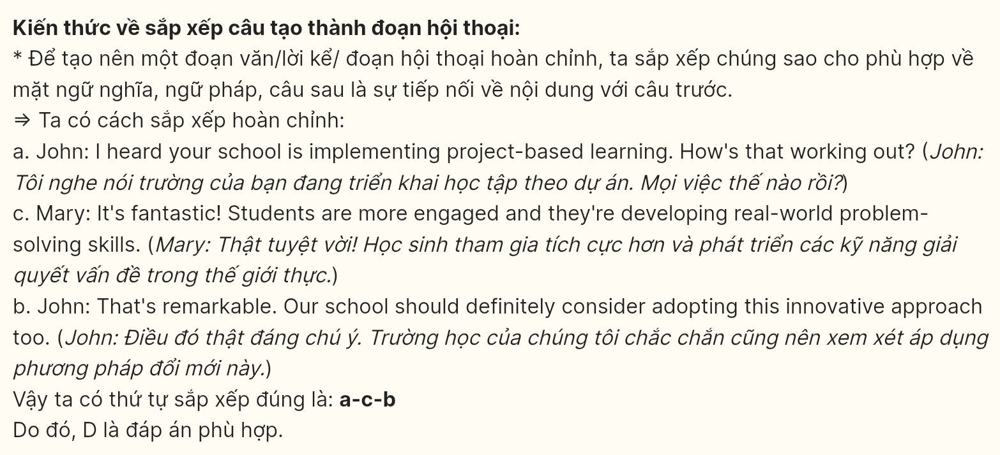 Kiến thức về sắp xếp câu tạo thành đoạn hội thoại:
* Để tạo nên một đoạn văn/lời kể/ đoạn hội thoại hoàn chỉnh, ta sắp xếp chúng sao cho phù hợp về
mặt ngữ nghĩa, ngữ pháp, câu sau là sự tiếp nối về nội dung với câu trước.
⇒ Ta có cách sắp xếp hoàn chỉnh:
a. John: I heard your school is implementing project-based learning. How's that working out? (John:
Tôi nghe nói trường của bạn đang triển khai học tập theo dự án. Mọi việc thế nào rồi?)
c. Mary: It's fantastic! Students are more engaged and they're developing real-world problem-
solving skills. (Mary: Thật tuyệt vời! Học sinh tham gia tích cực hơn và phát triển các kỹ năng giải
quyết vấn đề trong thế giới thực.)
b. John: That's remarkable. Our school should definitely consider adopting this innovative approach
too. (John: Điều đó thật đáng chú ý. Trường học của chúng tôi chắc chắn cũng nên xem xét áp dụng
phương pháp đổi mới này.)
Vậy ta có thứ tự sắp xếp đúng là: a-c-b
Do đó, D là đáp án phù hợp.